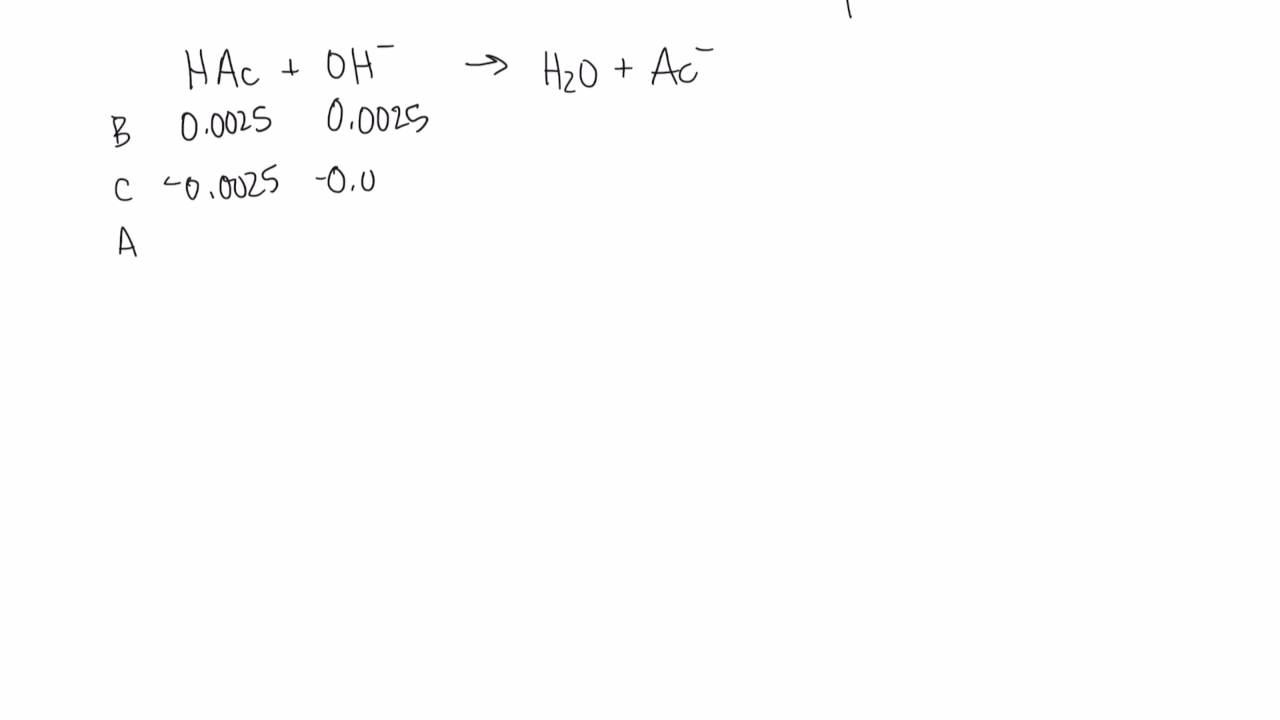 HAc + OH⁻ → H₂O + Ac⁻
B 0.0025 0.0025
C -0.0025 -0.0
A